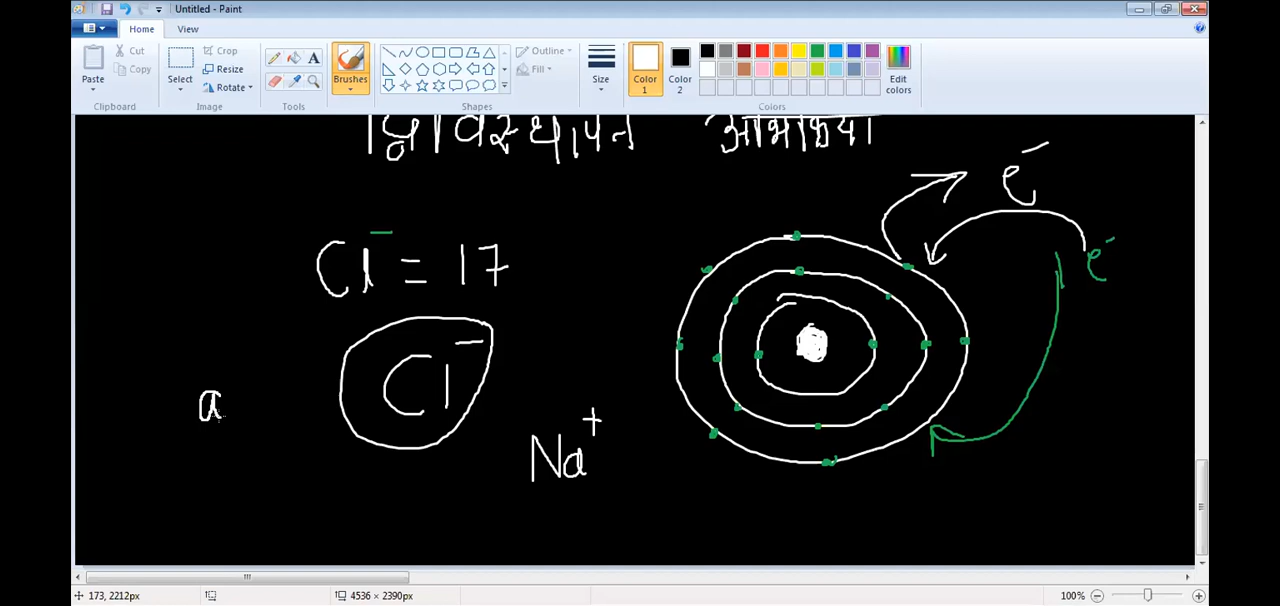 Untitled - Paint
Home View
Paste
Cut
Copy
Clipboard
Select
Crop
Resize
Rotate
Image
A
Tools
Brushes
Outline
Fill
Shapes
Size
Color 1
Color 2
Edit colors
Colors
द्वि विस्थापन
e⁻
Cl⁻ = 17
e⁻
Cl⁻
a
Na⁺
173, 2212px
4536 × 2390px
100%